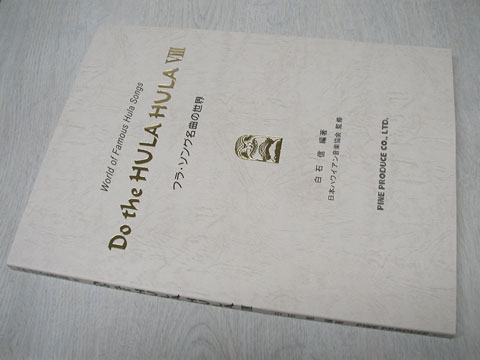 World of Famous Hula Songs
Do the HULA HULA VIII
フラ・ソング名曲の世界
白石 信 編著
日本ハワイアン音楽協会 監修
PINE PRODUCE CO., LTD.